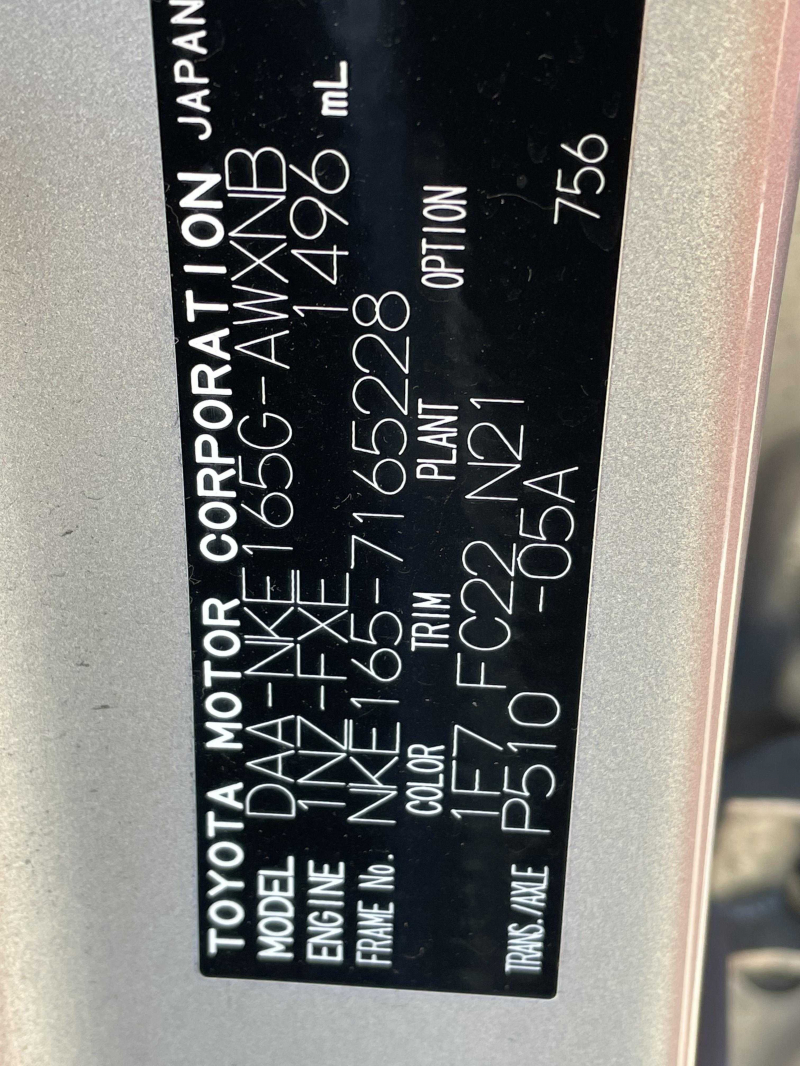 TOYOTA MOTOR CORPORATION JAPAN
MODEL DAA-NKE165G-AWXNB
ENGINE 1NZ-FXE 1496 mL
FRAME No. NKE165-7165228
COLOR TRIM PLANT OPTION
1F7 FC22 N21
TRANS./AXLE P510 -05A 756